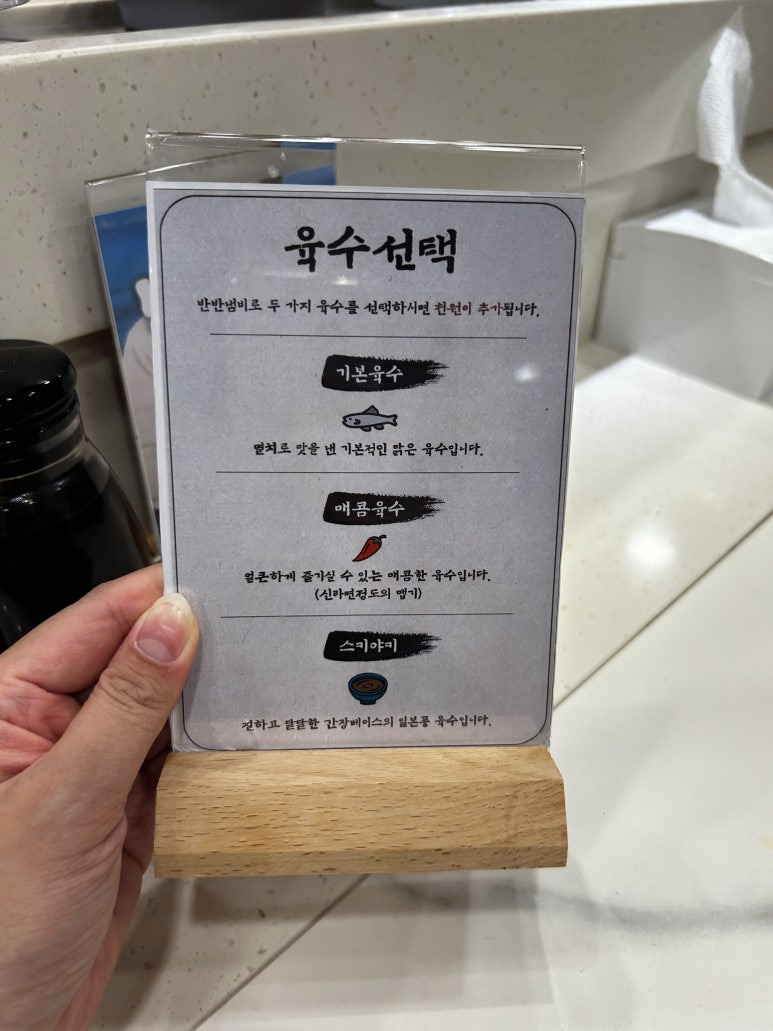 육수선택
반반냄비로 두 가지 육수를 선택하시면 천원이 추가됩니다.
기본육수
멸치로 맛을 낸 기본적인 맑은 육수입니다.
매콤육수
얼큰하게 즐기실 수 있는 매콤한 육수입니다.
(신라면정도의 맵기)
스키야키
진하고 달달한 간장베이스의 일본풍 육수입니다.